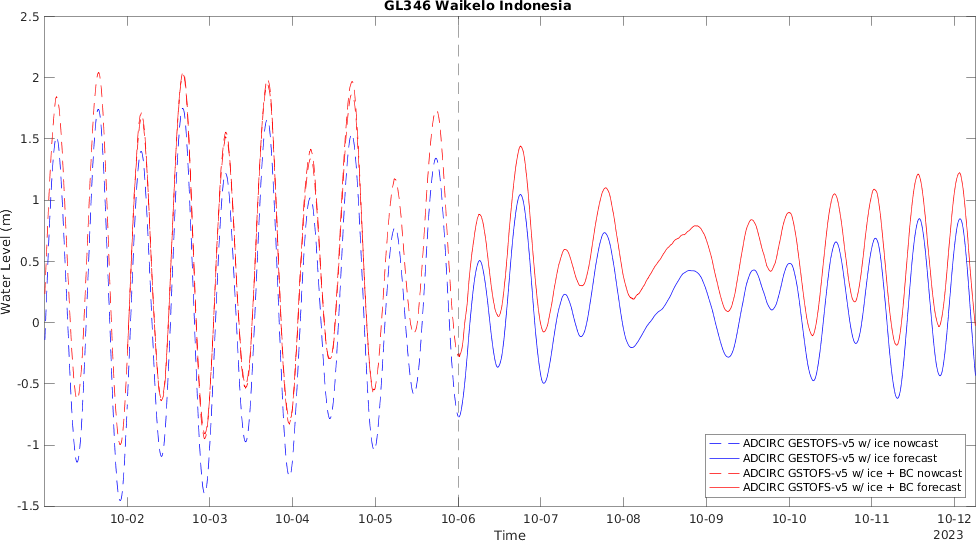 GL346 Waikelo Indonesia
Water Level (m)
2.5
2
1.5
1
0.5
0
-0.5
-1
-1.5
ADCIRC GESTOFS-v5 w/ ice nowcast
ADCIRC GESTOFS-v5 w/ ice forecast
ADCIRC GSTOFS-v5 w/ ice + BC nowcast
ADCIRC GSTOFS-v5 w/ ice + BC forecast
10-02 10-03 10-04 10-05 10-06 10-07 10-08 10-09 10-10 10-11 10-12
Time
2023